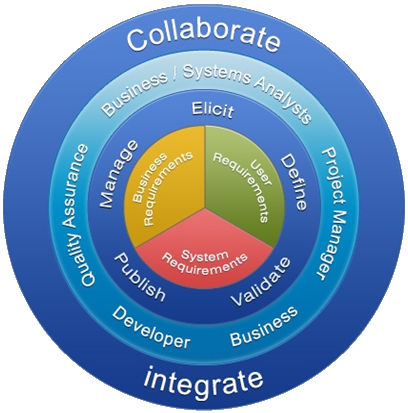 Collaborate
Business / Systems Analysts
Elicit
Manage
Define
Business
Requirements
User
Requirements
Quality Assurance
Project Manager
System
Requirements
Publish
Validate
Developer
Business
integrate